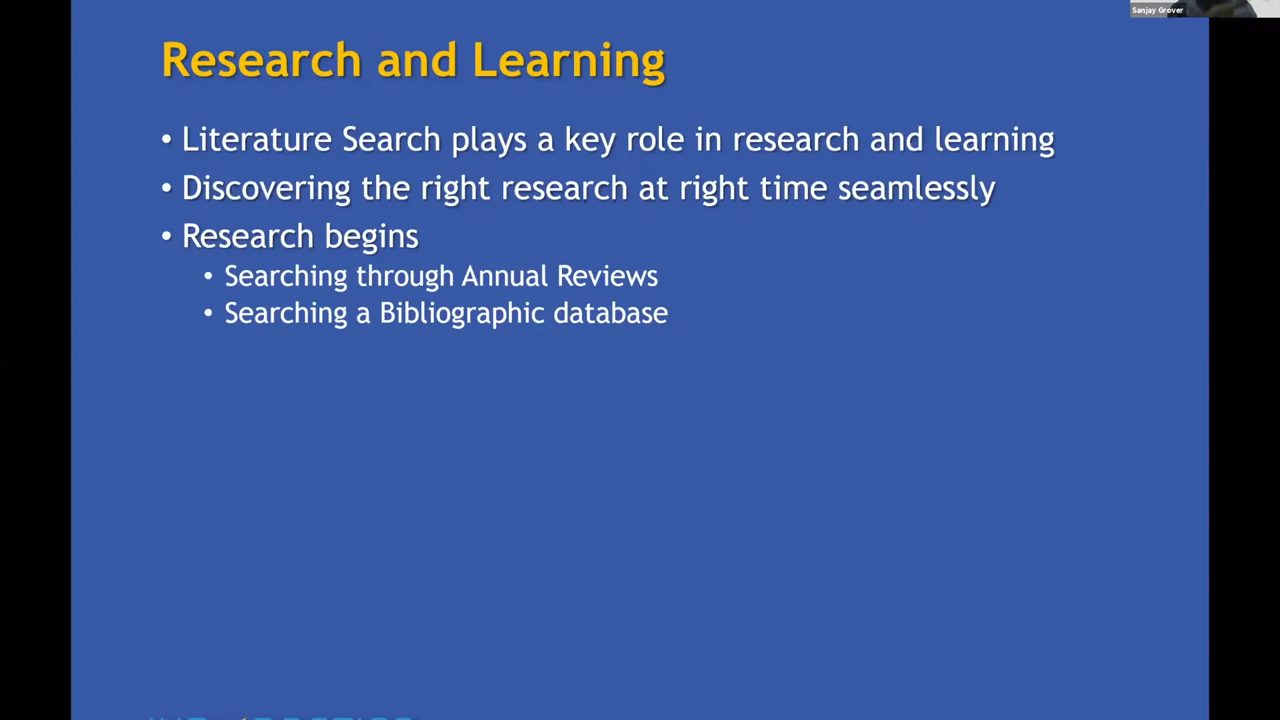 Sanjay Grover
Research and Learning
• Literature Search plays a key role in research and learning
• Discovering the right research at right time seamlessly
• Research begins
• Searching through Annual Reviews
• Searching a Bibliographic database